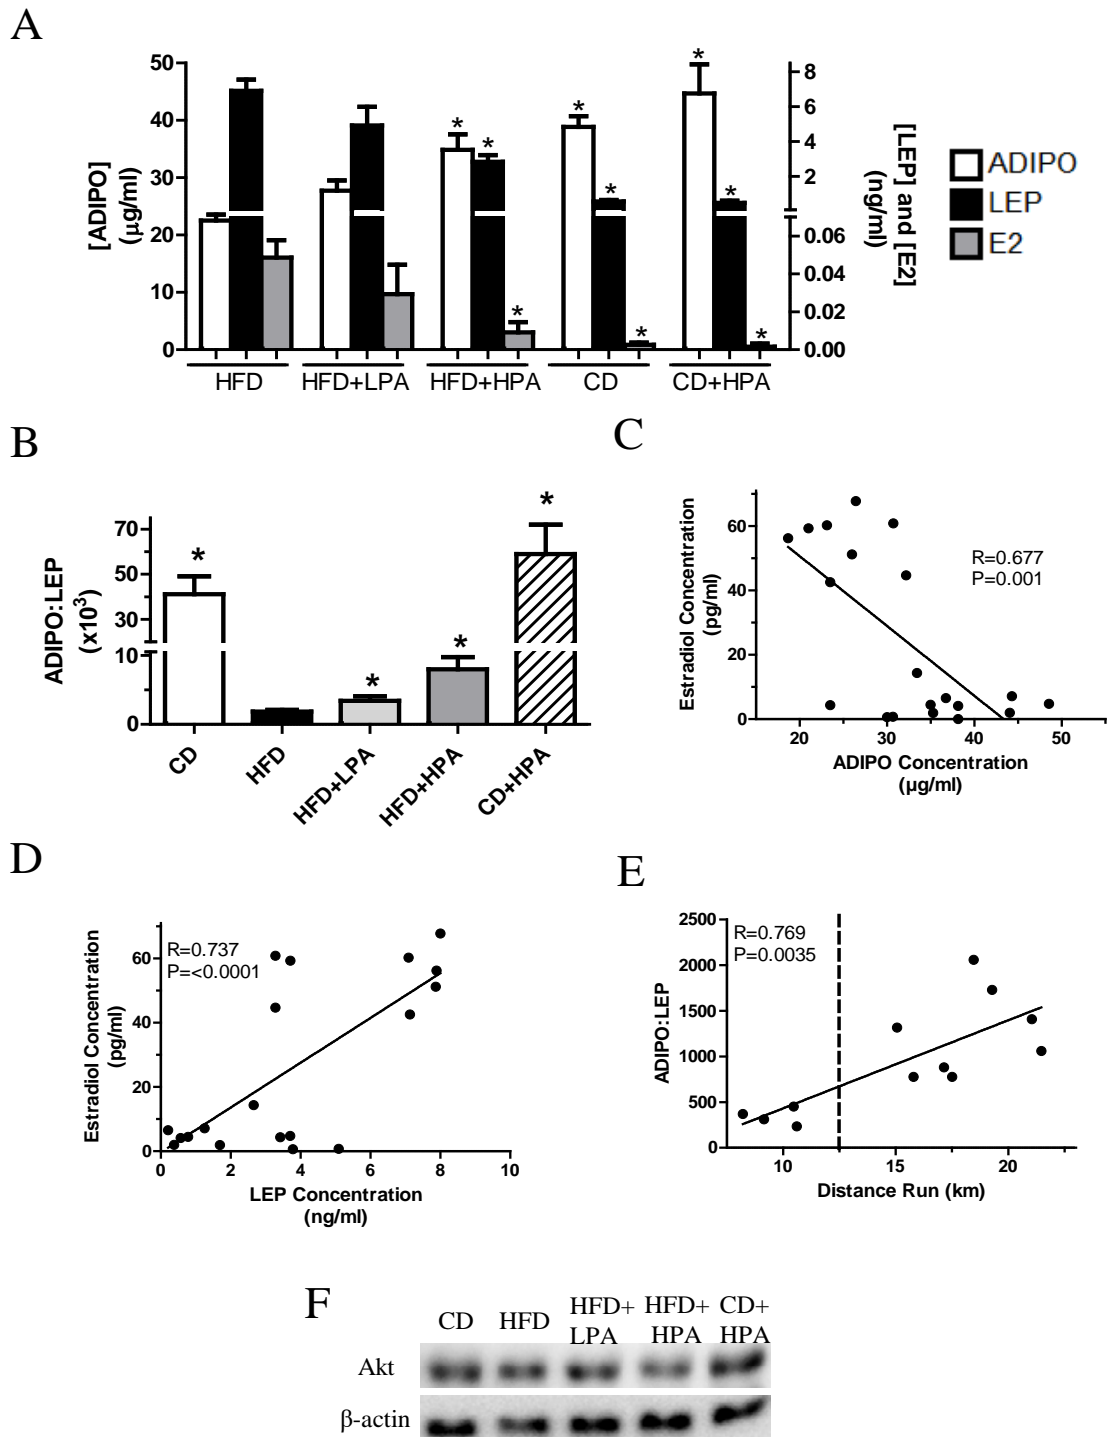 A
50
40
30
20
10
0
[ADIPO]
(µg/ml)
* * * * * * * * *
8
6
4
2
0.06
0.04
0.02
0.00
[LEP] and [E2]
(ng/ml)
ADIPO
LEP
E2
HFD HFD+LPA HFD+HPA CD CD+HPA
B
70
50
30
10
0
ADIPO:LEP
(x10³)
* * * *
CD HFD HFD+LPA HFD+HPA CD+HPA
C
60
40
20
0
Estradiol Concentration
(pg/ml)
R=0.677
P=0.001
20 30 40 50
ADIPO Concentration
(µg/ml)
D
60
40
20
0
Estradiol Concentration
(pg/ml)
R=0.737
P=<0.0001
0 2 4 6 8 10
LEP Concentration
(ng/ml)
E
2500
2000
1500
1000
500
0
ADIPO:LEP
R=0.769
P=0.0035
10 15 20
Distance Run (km)
F
CD HFD HFD+ HFD+ CD+
LPA HPA HPA
Akt
β-actin